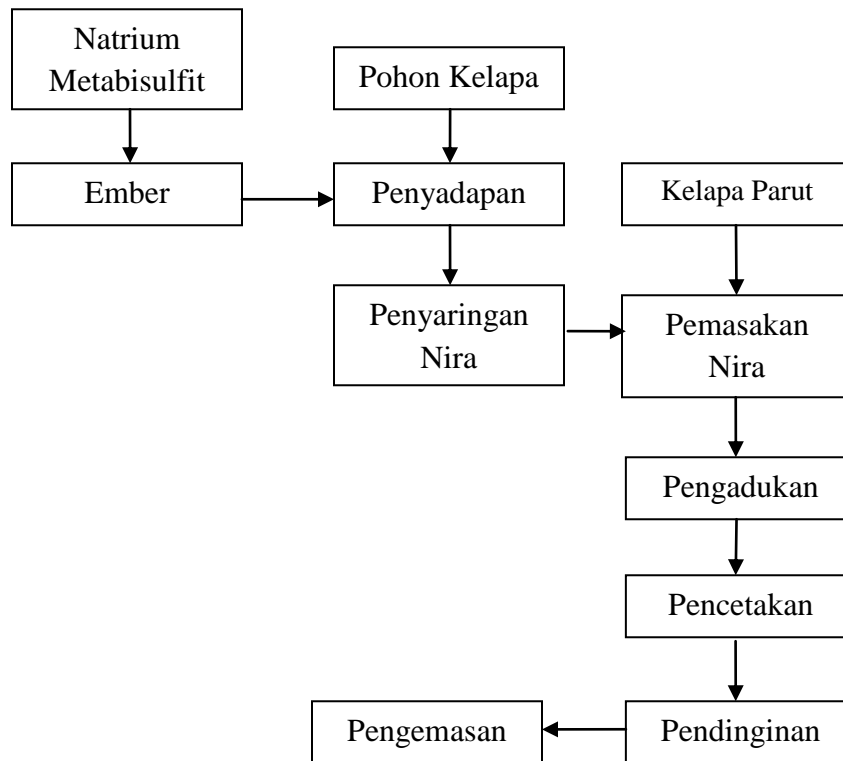 Natrium
Metabisulfit
Pohon Kelapa
Ember
Penyadapan
Kelapa Parut
Penyaringan
Nira
Pemasakan
Nira
Pengadukan
Pencetakan
Pengemasan
Pendinginan